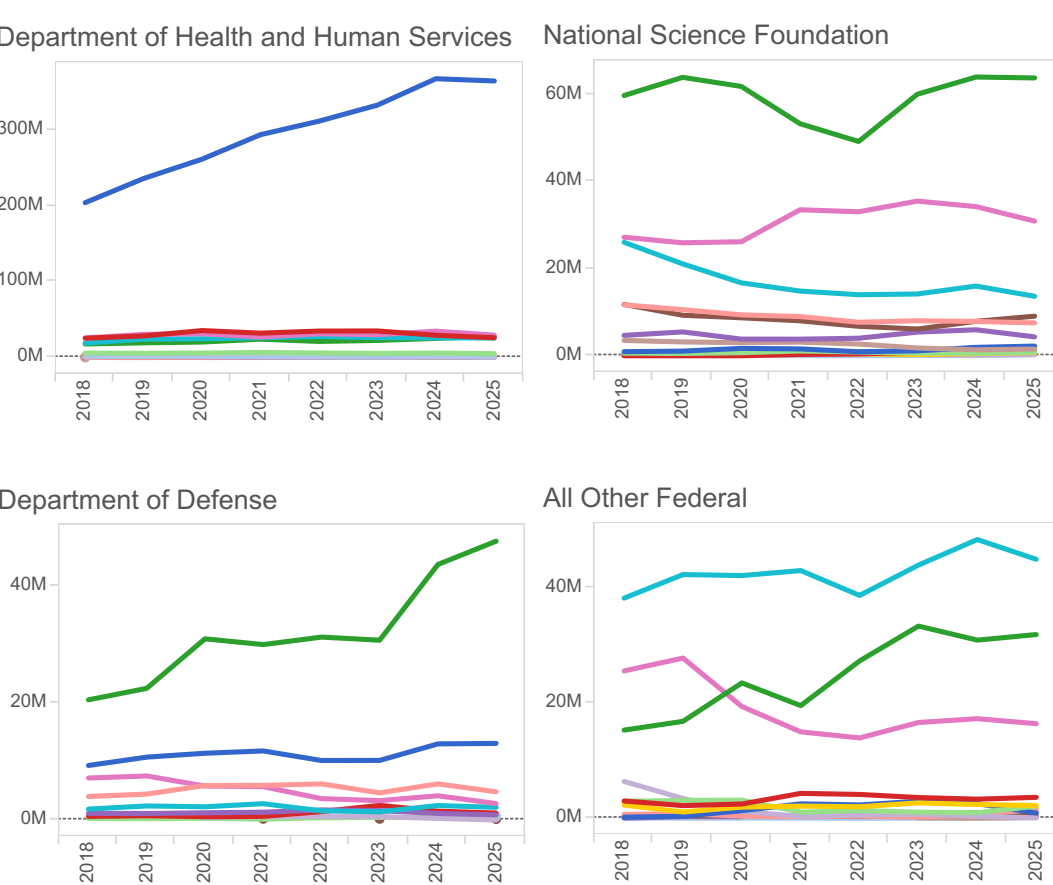 Department of Health and Human Services
300M
200M
100M
0M
2018 2019 2020 2021 2022 2023 2024 2025
National Science Foundation
60M
40M
20M
0M
2018 2019 2020 2021 2022 2023 2024 2025
Department of Defense
40M
20M
0M
2018 2019 2020 2021 2022 2023 2024 2025
All Other Federal
40M
20M
0M
2018 2019 2020 2021 2022 2023 2024 2025